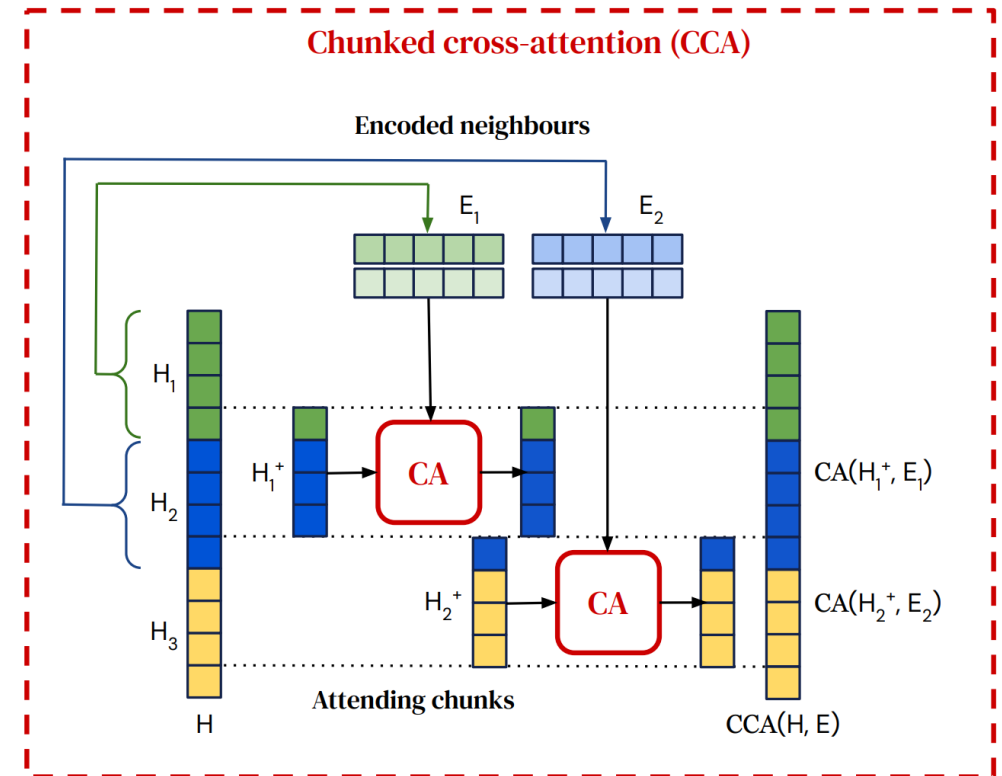 Chunked cross-attention (CCA)
Encoded neighbours
E₁
E₂
H₁
H₁⁺
CA
CA(H₁⁺, E₁)
H₂
H₂⁺
CA
CA(H₂⁺, E₂)
H₃
Attending chunks
H
CCA(H, E)